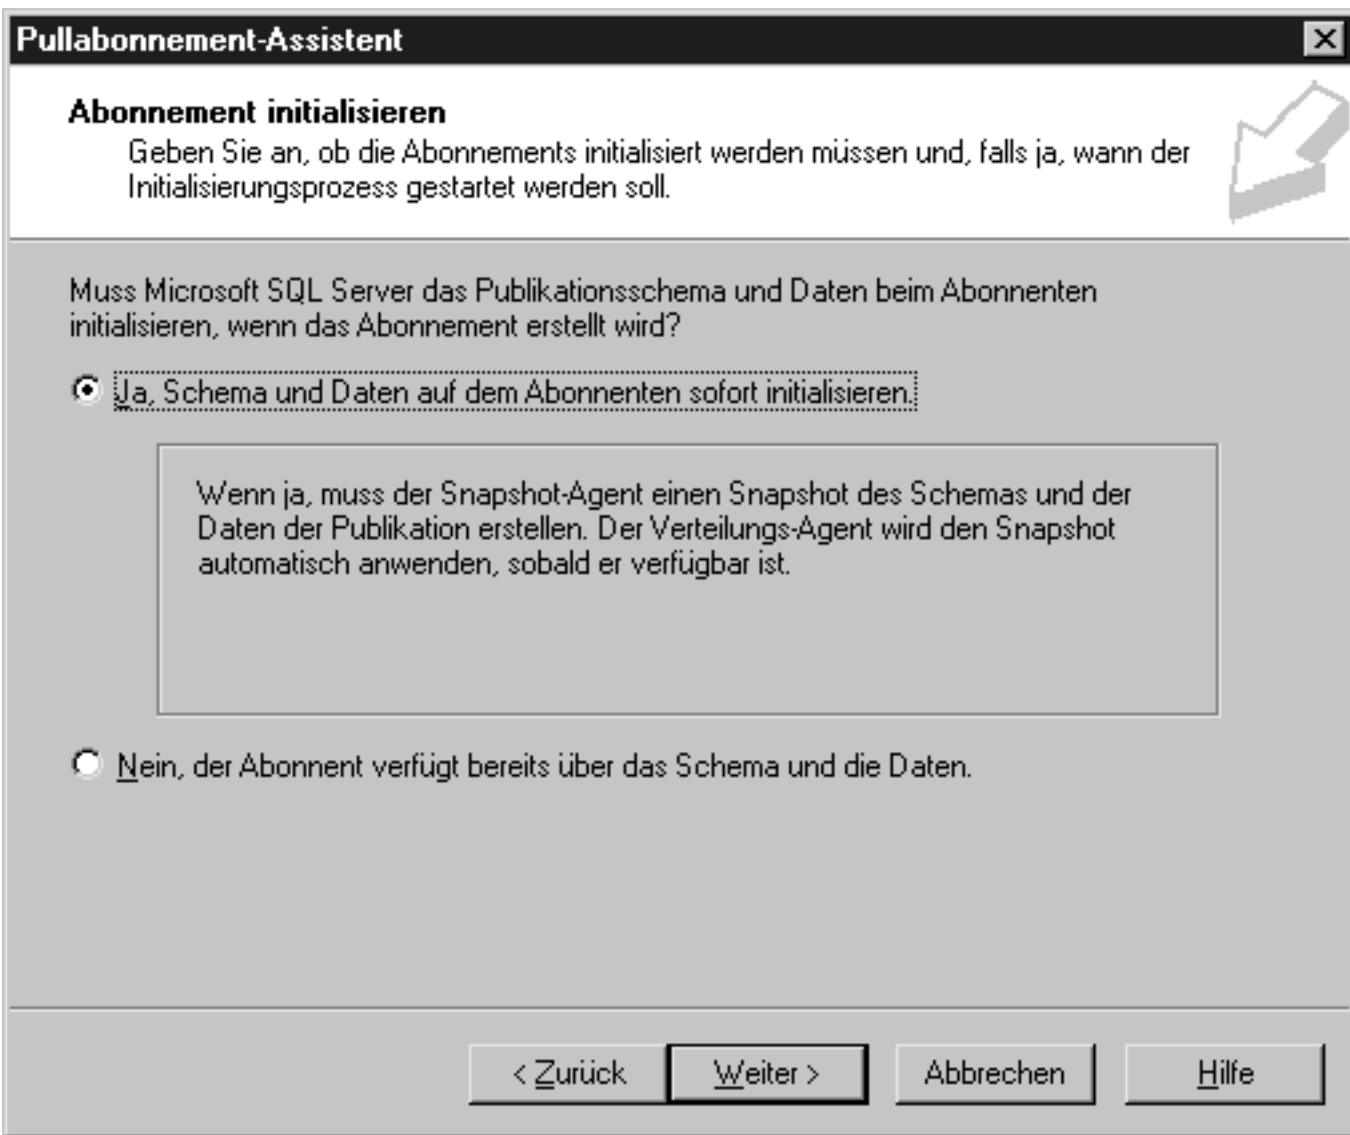 Pullabonnement-Assistent
Abonnement initialisieren
Geben Sie an, ob die Abonnements initialisiert werden müssen und, falls ja, wann der
Initialisierungsprozess gestartet werden soll.
Muss Microsoft SQL Server das Publikationsschema und Daten beim Abonnenten
initialisieren, wenn das Abonnement erstellt wird?
Ja, Schema und Daten auf dem Abonnenten sofort initialisieren.
Wenn ja, muss der Snapshot-Agent einen Snapshot des Schemas und der
Daten der Publikation erstellen. Der Verteilungs-Agent wird den Snapshot
automatisch anwenden, sobald er verfügbar ist.
Nein, der Abonnent verfügt bereits über das Schema und die Daten.
< Zurück Weiter > Abbrechen Hilfe